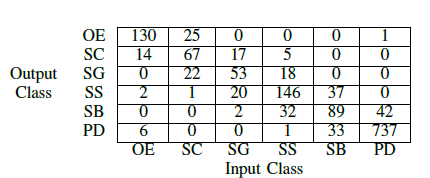 OE 130 25 0 0 0 1
SC 14 67 17 5 0 0
SG 0 22 53 18 0 0
SS 2 1 20 146 37 0
SB 0 0 2 32 89 42
PD 6 0 0 1 33 737
OE SC SG SS SB PD
Output
Class
Input Class